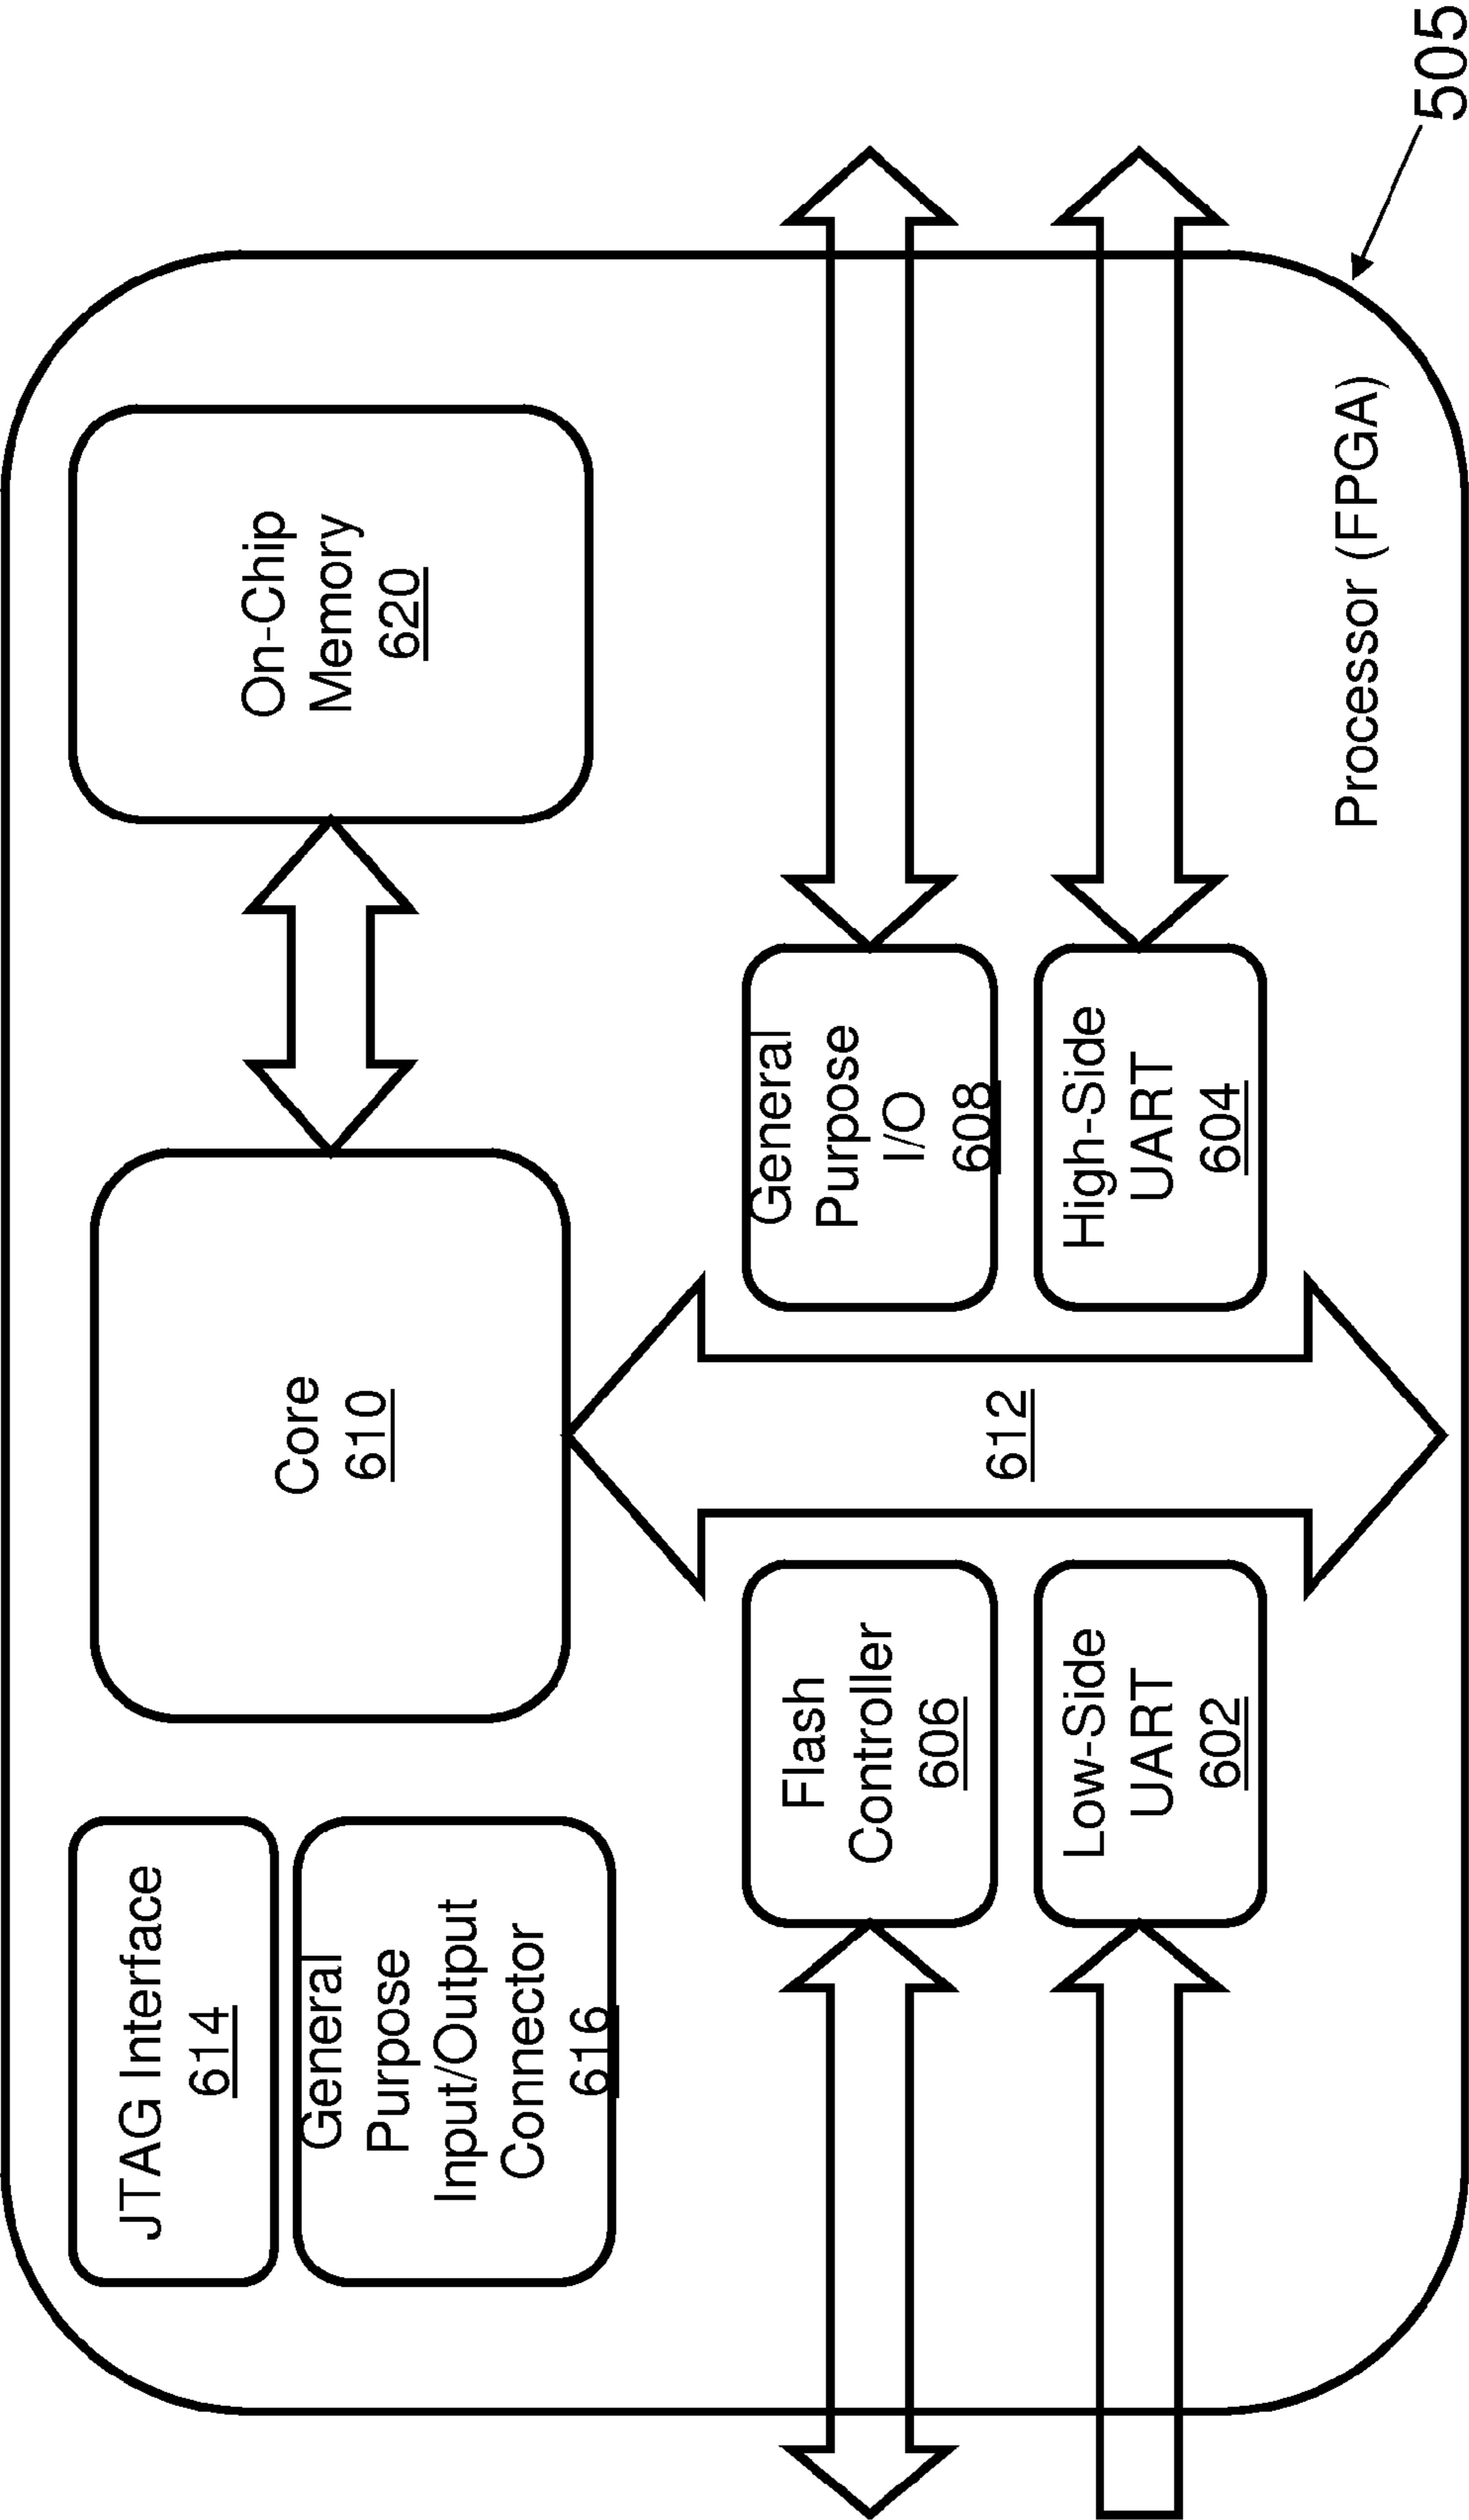 JTAG Interface
614
General
Purpose
Input/Output
Connector
616
Core
610
On-Chip
Memory
620
Flash
Controller
606
612
General
Purpose
I/O
608
Low-Side
UART
602
High-Side
UART
604
Processor (FPGA)
505